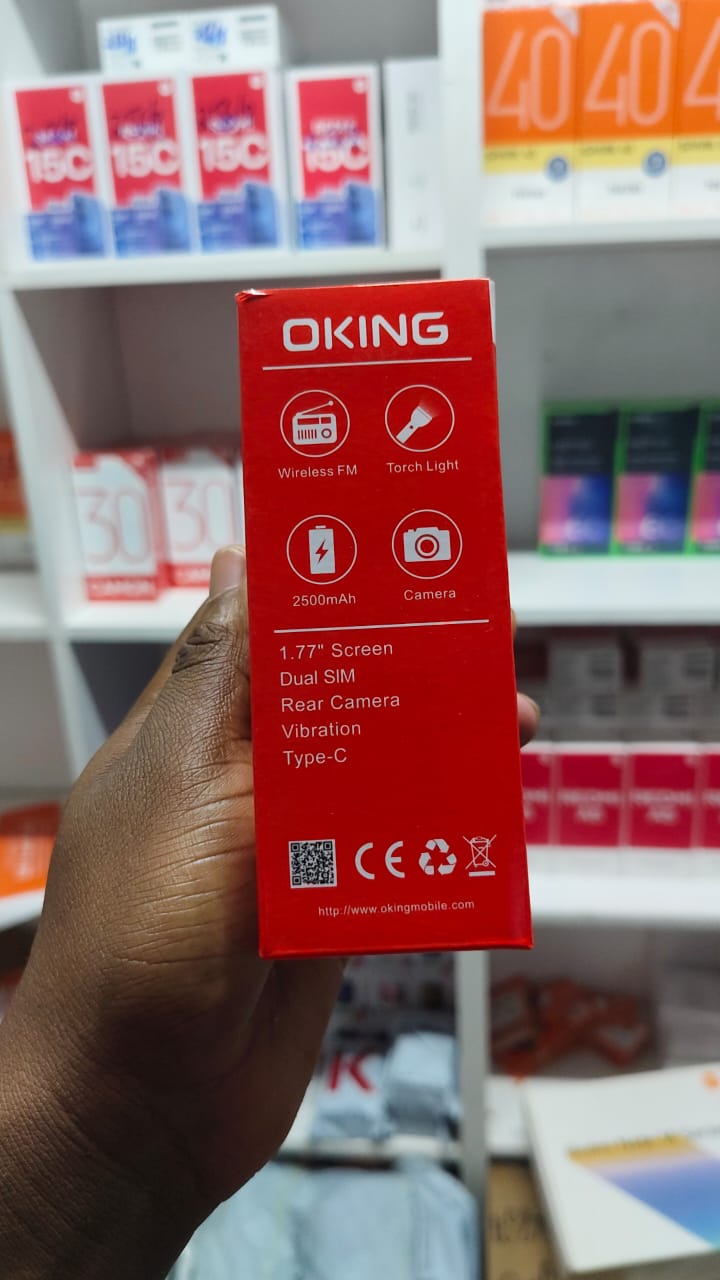 15C
15C
15C
15C
40
40
30
30
CAMON
OKING
Wireless FM
Torch Light
2500mAh
Camera
1.77" Screen
Dual SIM
Rear Camera
Vibration
Type-C
CE
http://www.okingmobile.com
K